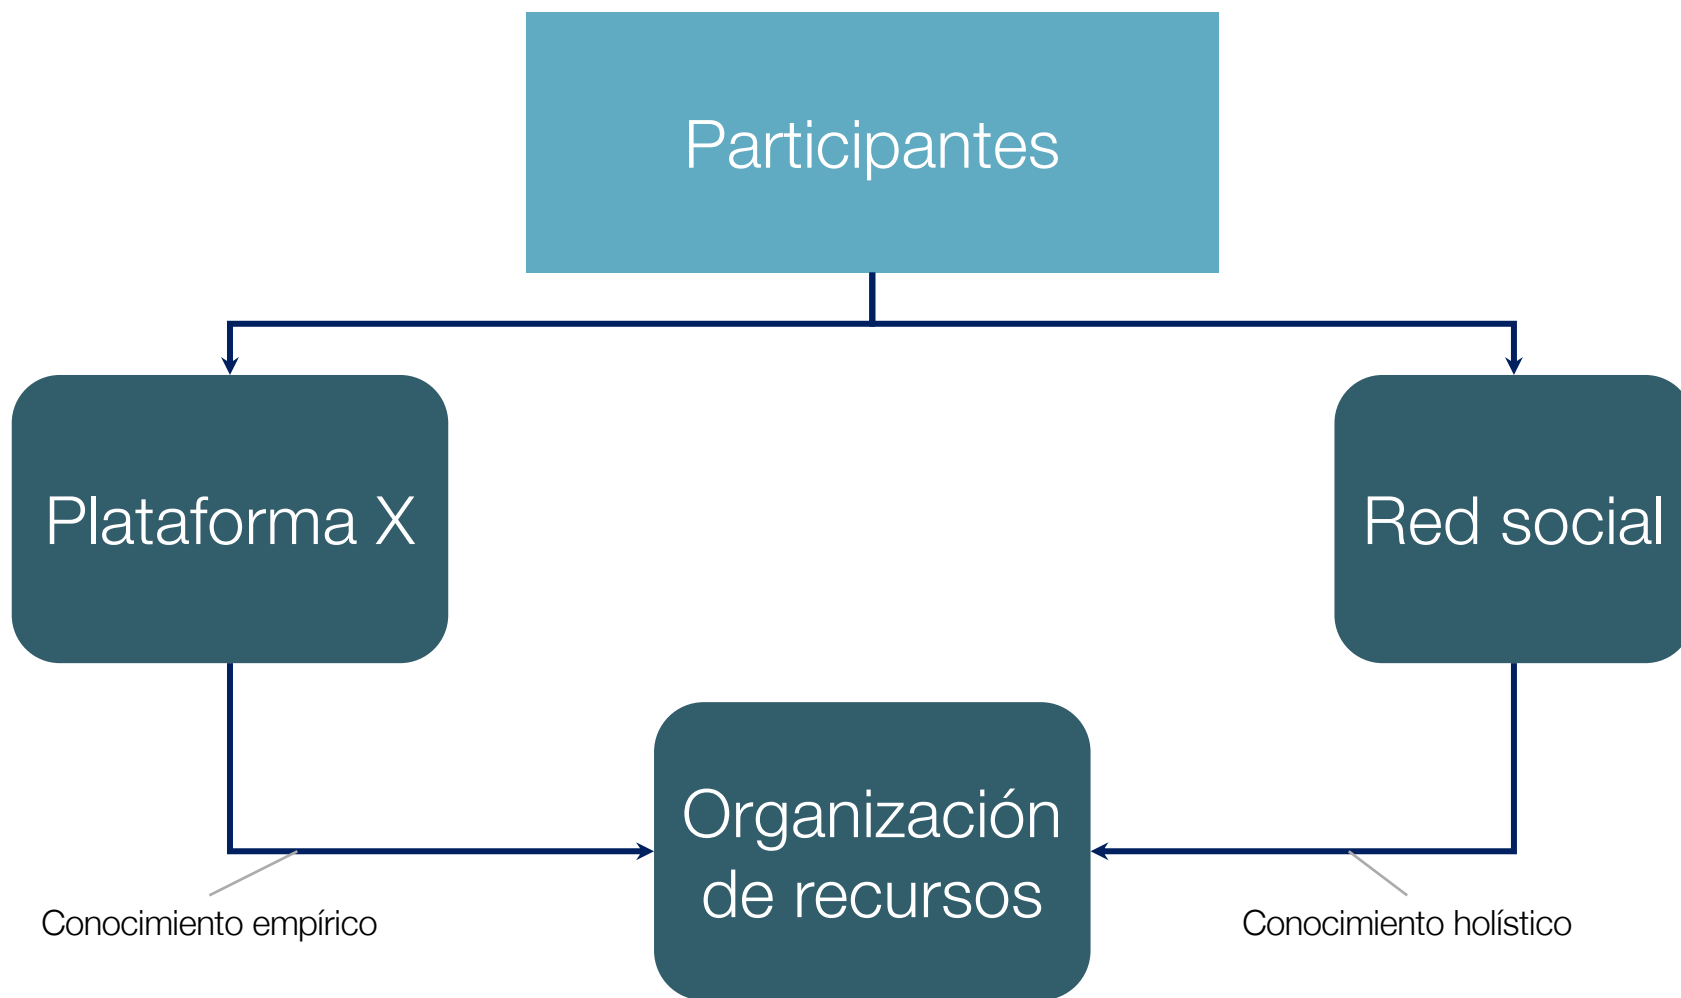 Participantes
Plataforma X
Red social
Organización
de recursos
Conocimiento empírico
Conocimiento holístico